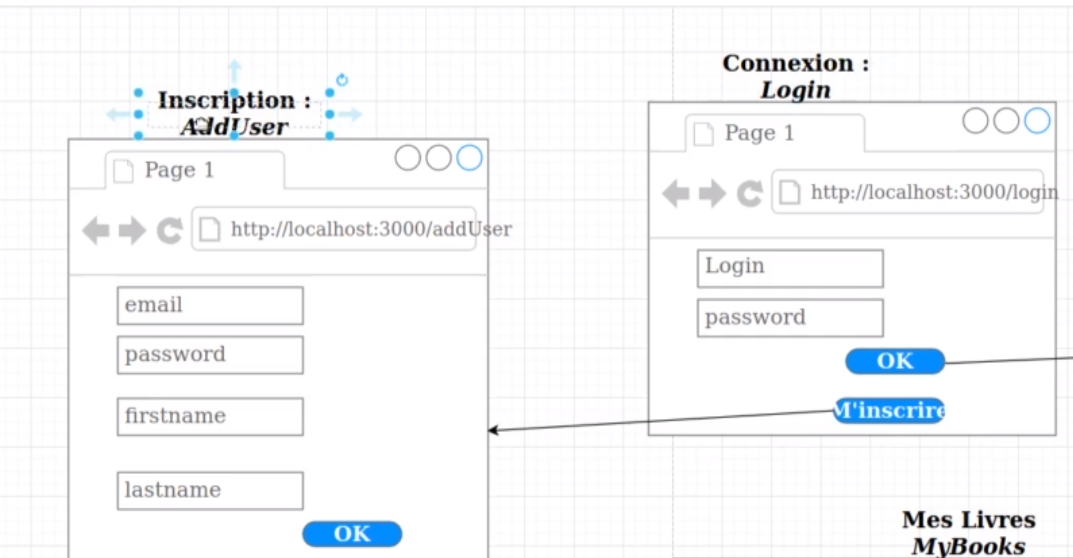 Inscription :
AddUser
Page 1
http://localhost:3000/addUser
email
password
firstname
lastname
OK
Connexion :
Login
Page 1
http://localhost:3000/login
Login
password
OK
M'inscrire
Mes Livres
MyBooks